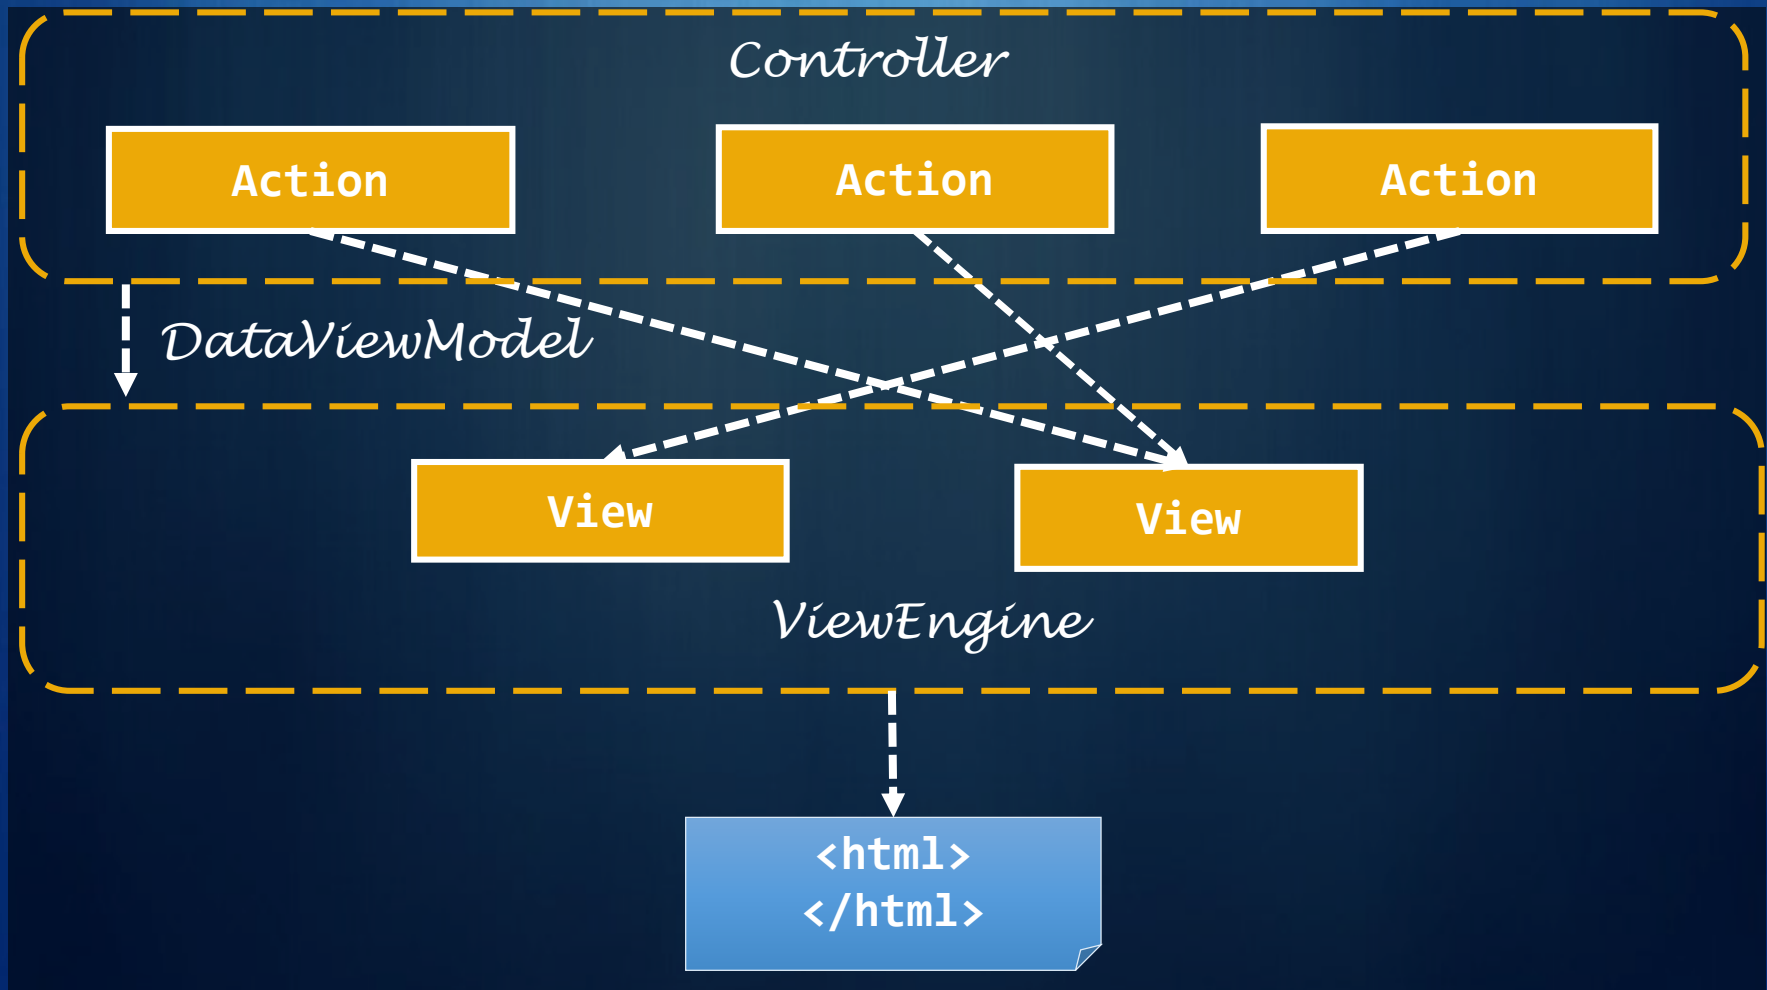 Controller
Action
Action
Action
DataViewModel
View
View
ViewEngine
<html>
</html>